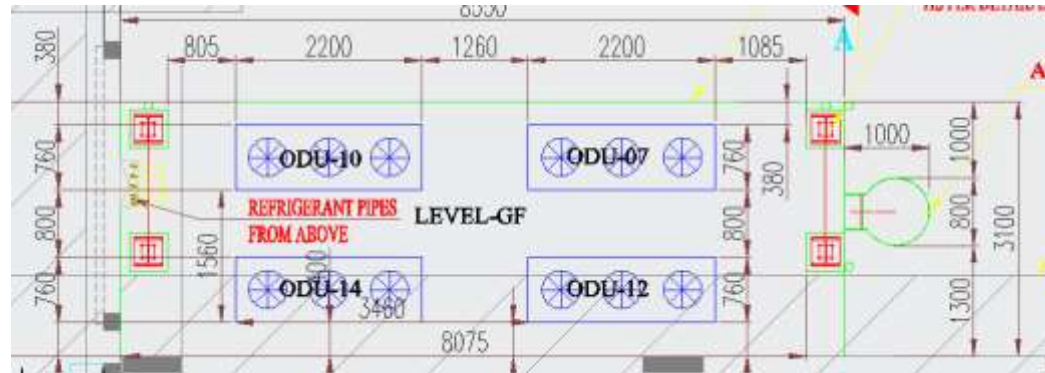 8550
805 2200 1260 2200 1085
380
A
A
1000
1000
760
ODU-10
ODU-07
760
380
800
REFRIGERANT PIPES
FROM ABOVE
LEVEL-GF
800
800
3100
1560
760
ODU-14
ODU-12
760
1300
3460
8075